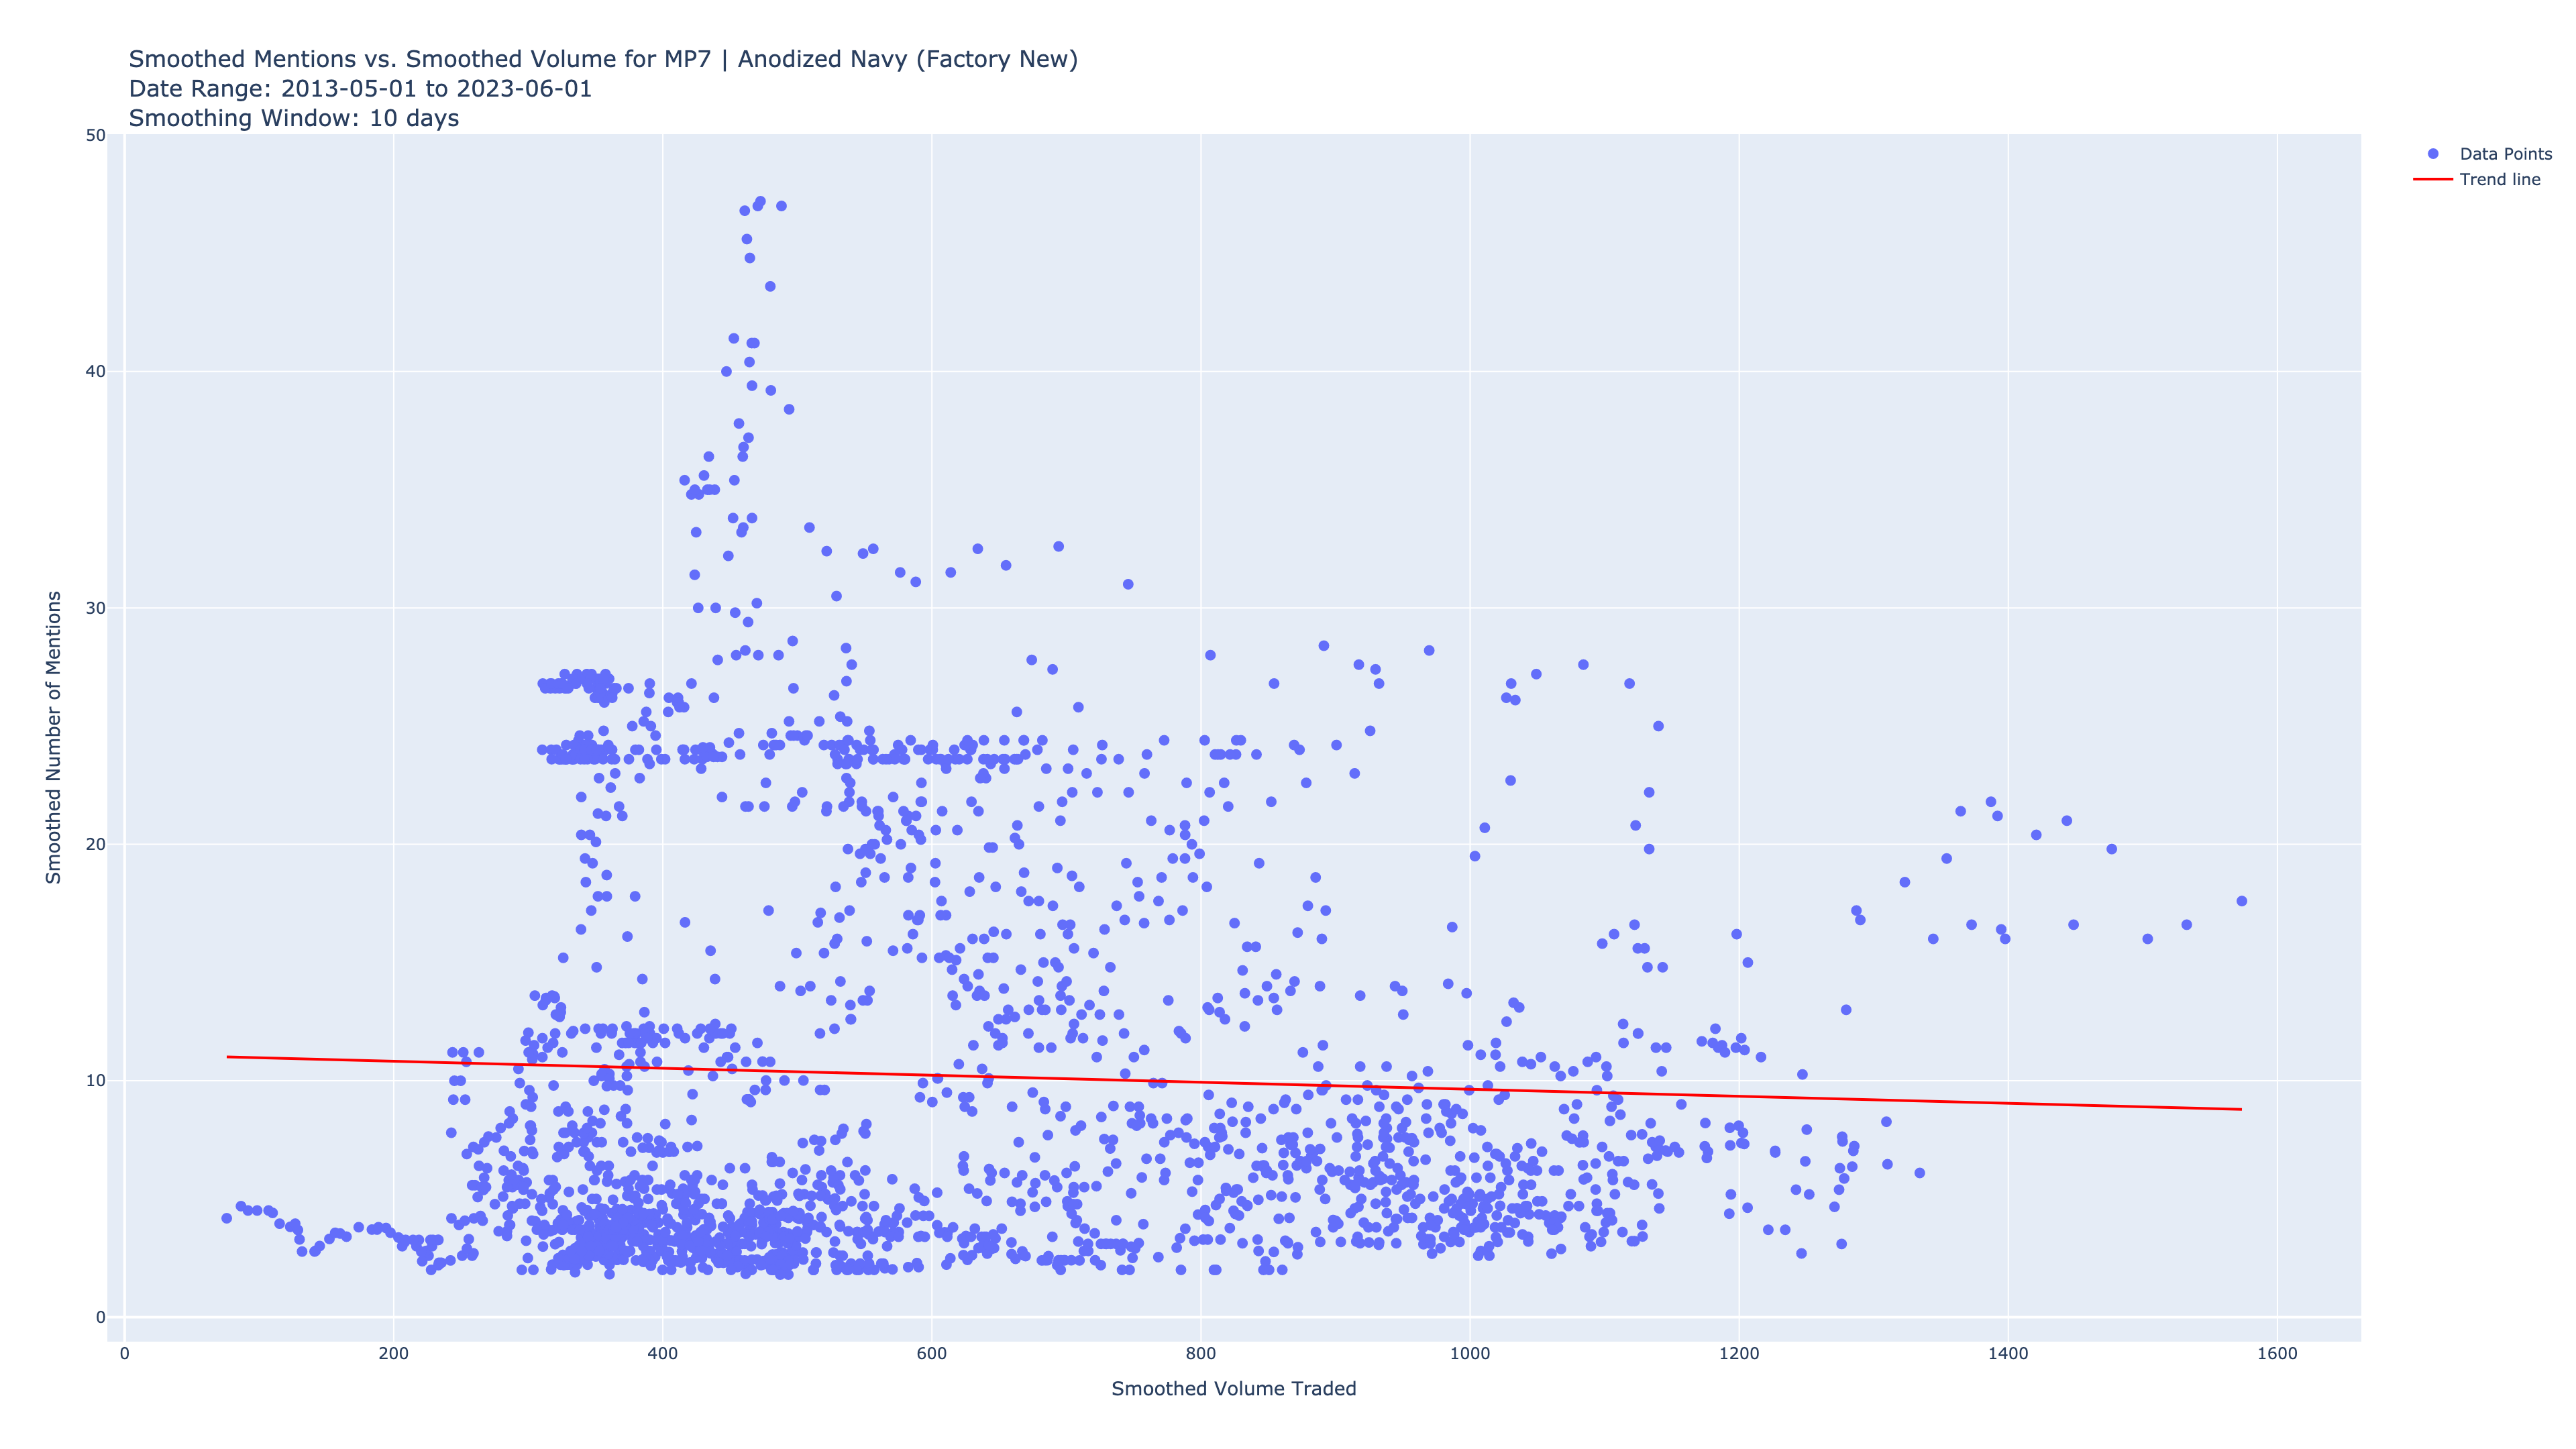 Smoothed Mentions vs. Smoothed Volume for MP7 | Anodized Navy (Factory New)
Date Range: 2013-05-01 to 2023-06-01
Smoothing Window: 10 days
Data Points
Trend line
Smoothed Number of Mentions
50
40
30
20
10
0
0 200 400 600 800 1000 1200 1400 1600
Smoothed Volume Traded